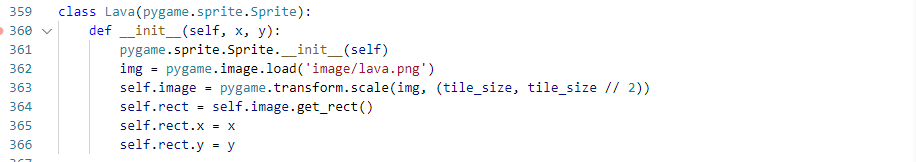 359 class Lava(pygame.sprite.Sprite):
360     def __init__(self, x, y):
361         pygame.sprite.Sprite.__init__(self)
362         img = pygame.image.load('image/lava.png')
363         self.image = pygame.transform.scale(img, (tile_size, tile_size // 2))
364         self.rect = self.image.get_rect()
365         self.rect.x = x
366         self.rect.y = y